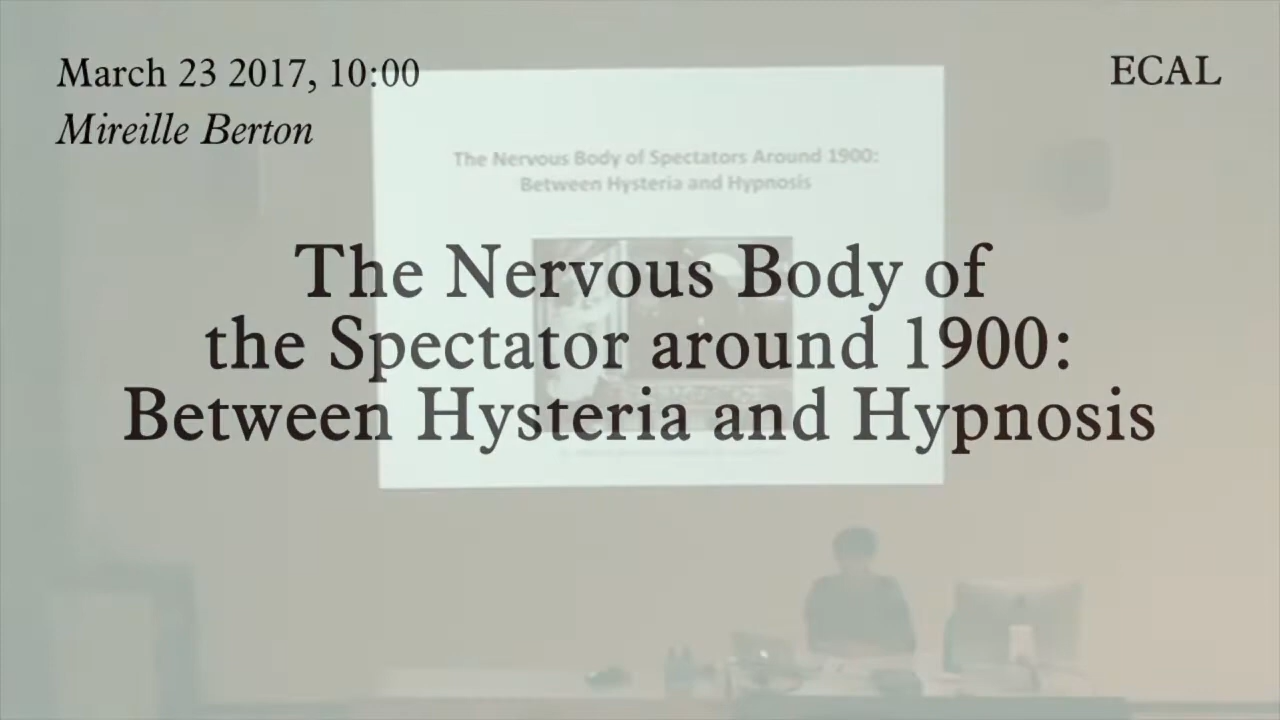 March 23 2017, 10:00
ECAL
Mireille Berton
The Nervous Body of Spectators Around 1900:
Between Hysteria and Hypnosis
The Nervous Body of
the Spectator around 1900:
Between Hysteria and Hypnosis